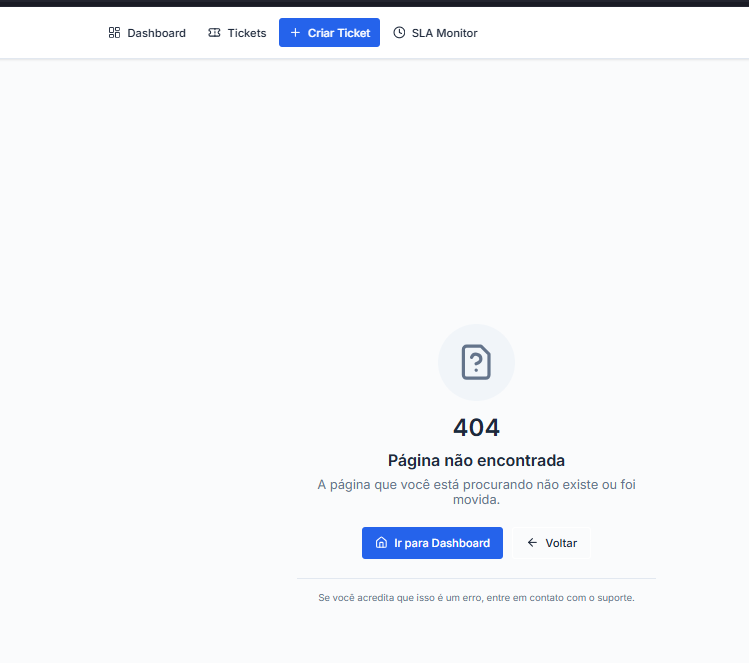 Dashboard Tickets Criar Ticket SLA Monitor
404
Página não encontrada
A página que você está procurando não existe ou foi
movida.
Ir para Dashboard Voltar
Se você acredita que isso é um erro, entre em contato com o suporte.